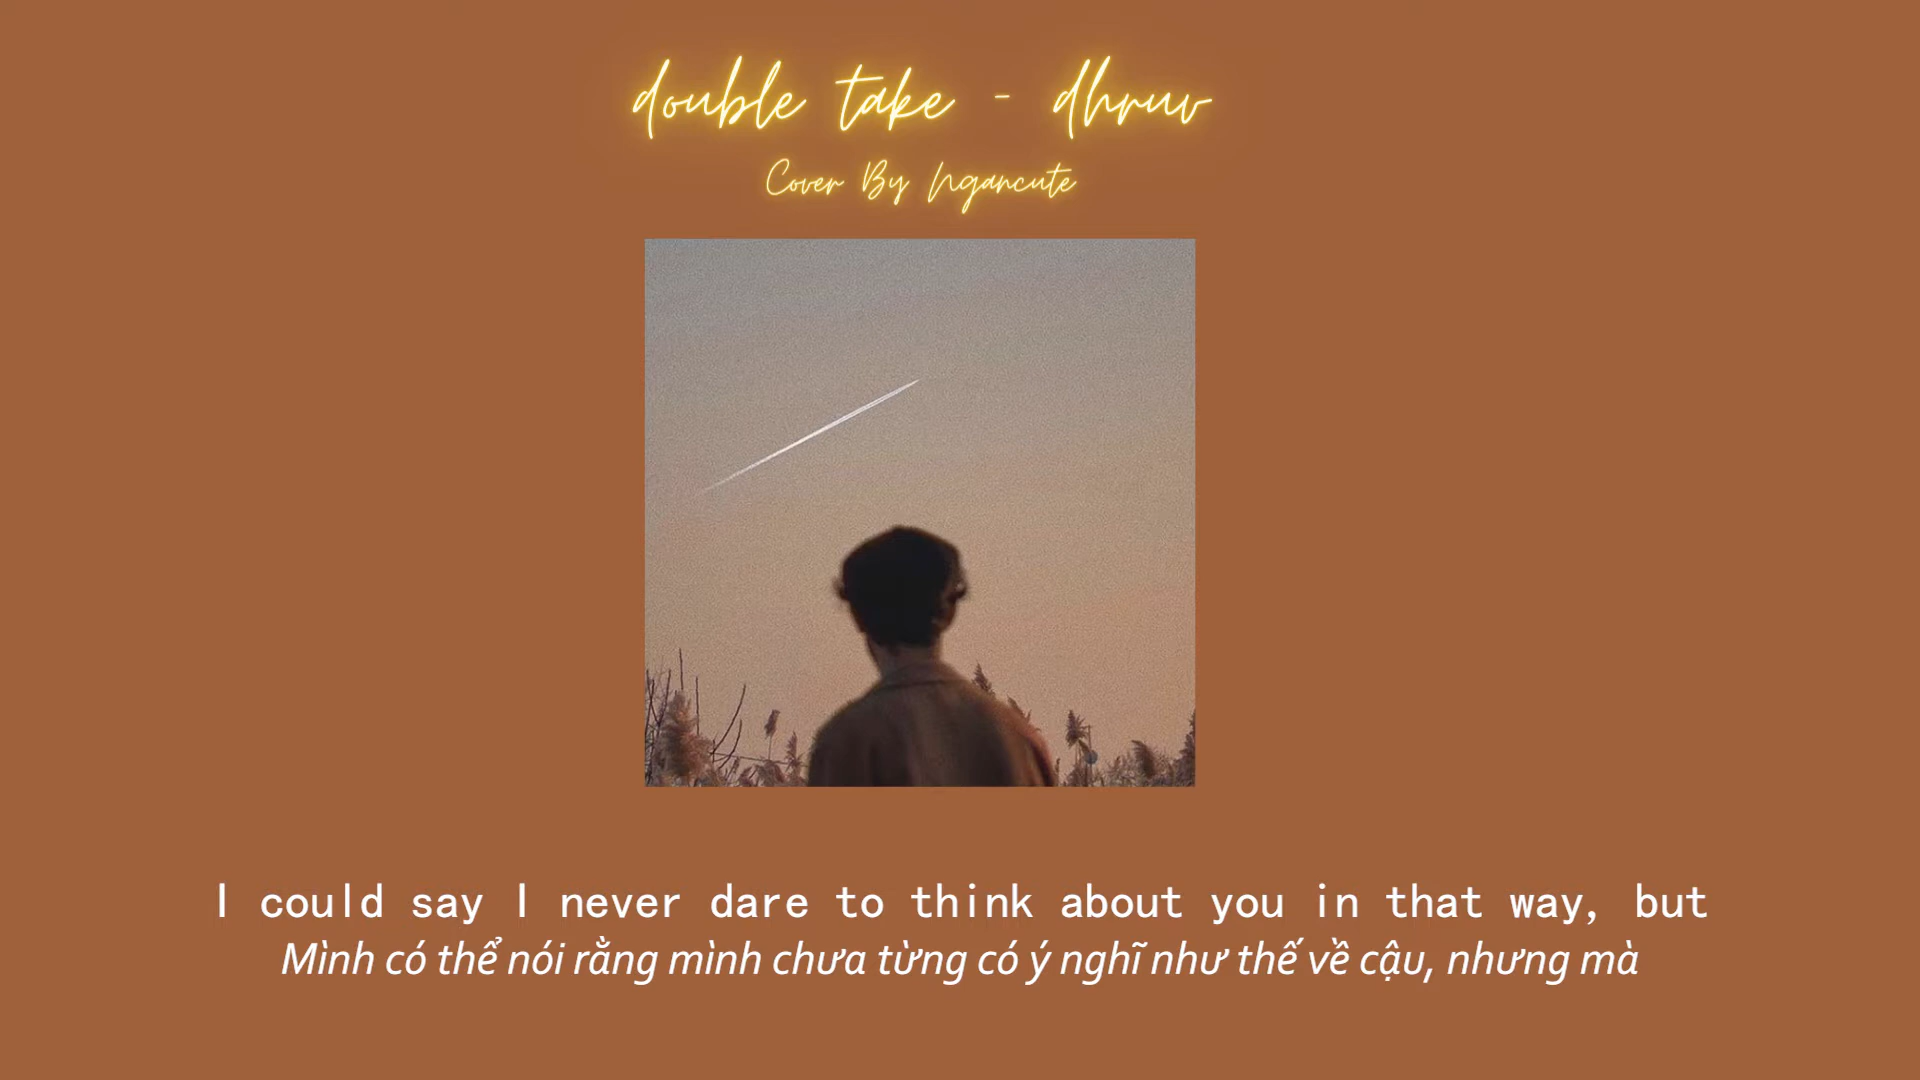 double take - dhruv
Cover By Ngancute
I could say I never dare to think about you in that way, but
Mình có thể nói rằng mình chưa từng có ý nghĩ như thế về cậu, nhưng mà